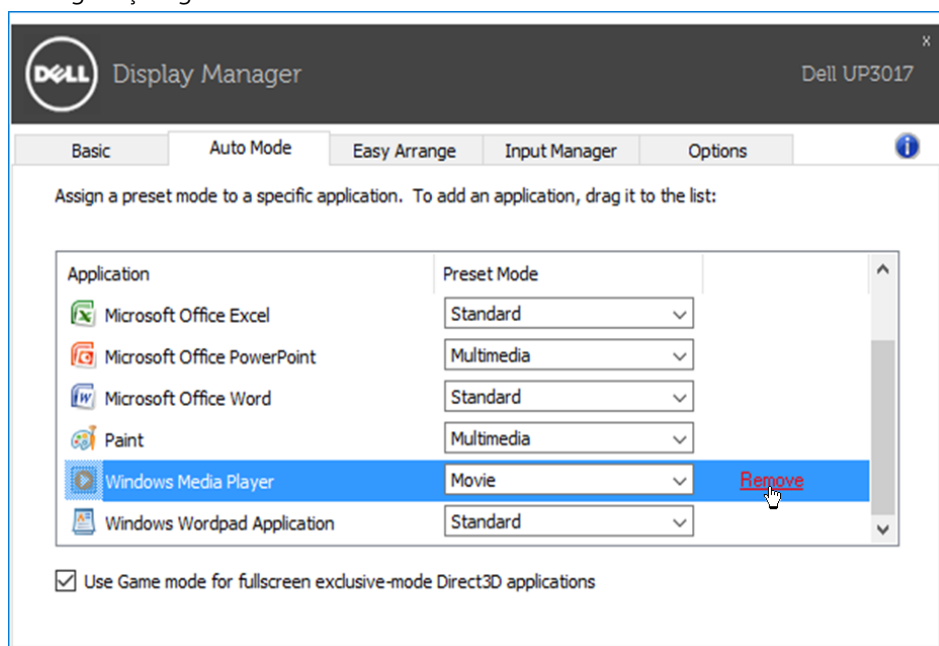 DELL Display Manager
x
Dell UP3017
Basic Auto Mode Easy Arrange Input Manager Options
Assign a preset mode to a specific application. To add an application, drag it to the list:
Application Preset Mode
Microsoft Office Excel Standard
Microsoft Office PowerPoint Multimedia
Microsoft Office Word Standard
Paint Multimedia
Windows Media Player Movie Remove
Windows Wordpad Application Standard
Use Game mode for fullscreen exclusive-mode Direct3D applications